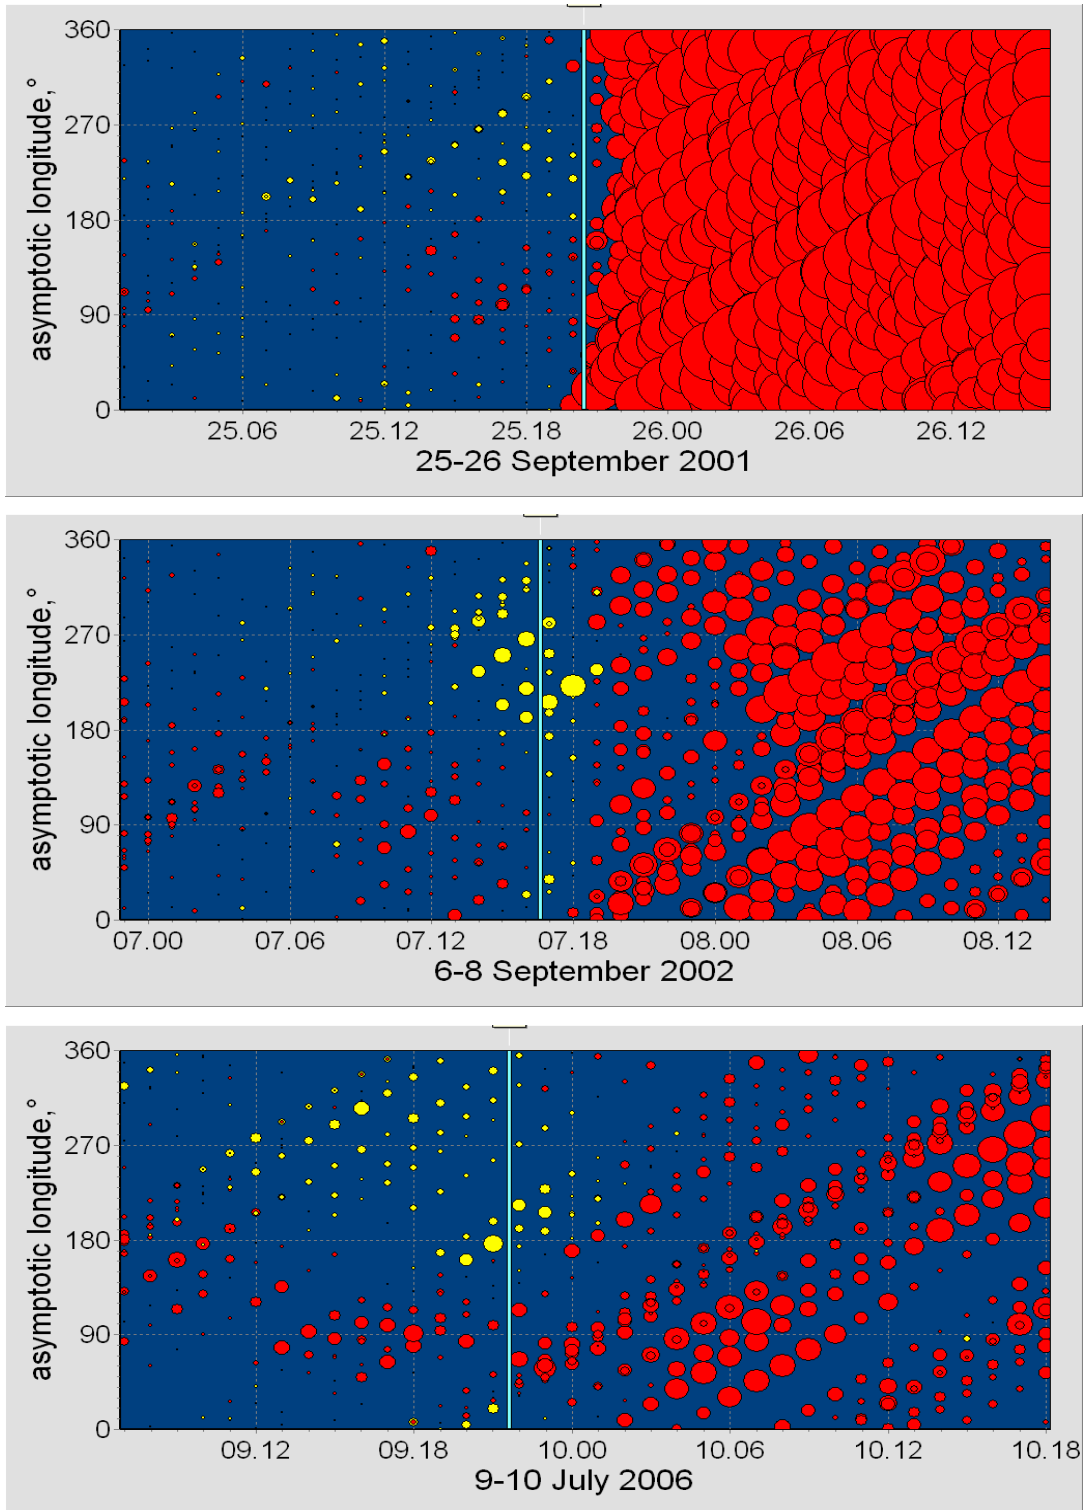 360
270
180
90
0
asymptotic longitude,°
25.06 25.12 25.18 26.00 26.06 26.12
25-26 September 2001
360
270
180
90
0
asymptotic longitude,°
07.00 07.06 07.12 07.18 08.00 08.06 08.12
6-8 September 2002
360
270
180
90
0
asymptotic longitude,°
09.12 09.18 10.00 10.06 10.12 10.18
9-10 July 2006